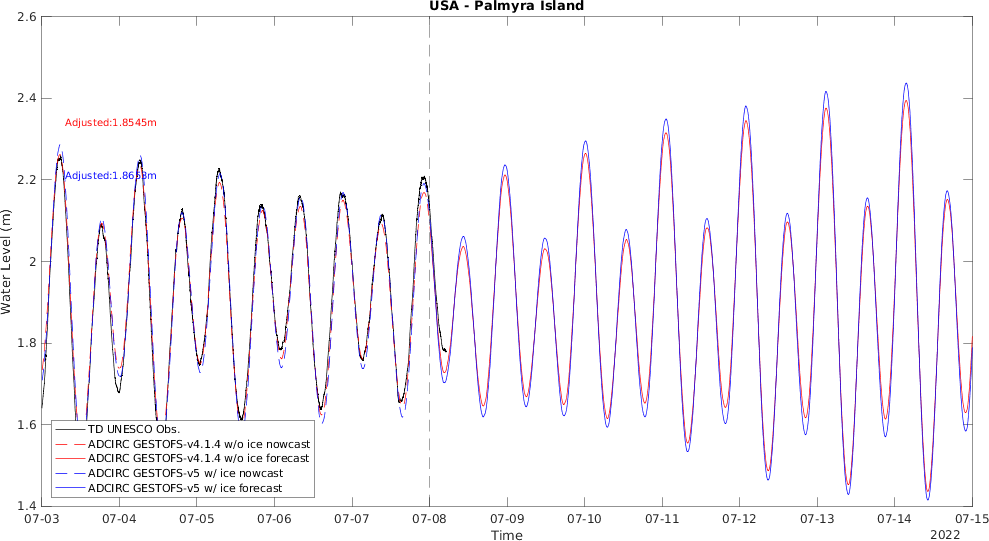 USA - Palmyra Island
2.6
2.4
2.2
2
1.8
1.6
1.4
Water Level (m)
Adjusted:1.8545m
Adjusted:1.8653m
TD UNESCO Obs.
ADCIRC GESTOFS-v4.1.4 w/o ice nowcast
ADCIRC GESTOFS-v4.1.4 w/o ice forecast
ADCIRC GESTOFS-v5 w/ ice nowcast
ADCIRC GESTOFS-v5 w/ ice forecast
07-03 07-04 07-05 07-06 07-07 07-08 07-09 07-10 07-11 07-12 07-13 07-14 07-15
Time
2022